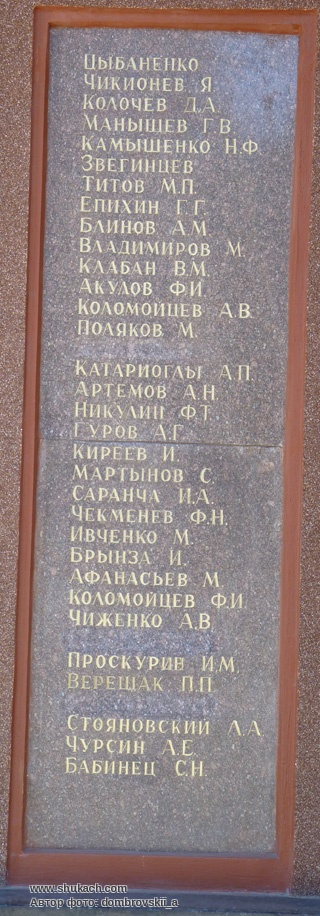 Цыбаненко
Чикионев Я.
Колочев Д.А.
Манышев Г.В.
Камышенко Н.Ф.
Звегинцев
Титов М.П.
Епихин Г.Г.
Блинов А.М.
Владимиров М.
Клабан В.М.
Акулов Ф.И.
Коломойцев А.В.
Поляков М.
Катариоглы А.П.
Артемов А.Н.
Никулин Ф.Т.
Гуров А.Г.
Киреев И.
Мартынов С.
Саранча И.А.
Чекменев Ф.Н.
Ивченко М.
Брынза И.
Афанасьев М.
Коломойцев Ф.И.
Чиженко А.В.
Проскурин И.М.
Верещак П.П.
Стояновский Л.А.
Чурсин А.Е.
Бабинец С.Н.
www.shukach.com
Автор фото: dombrovskii_a